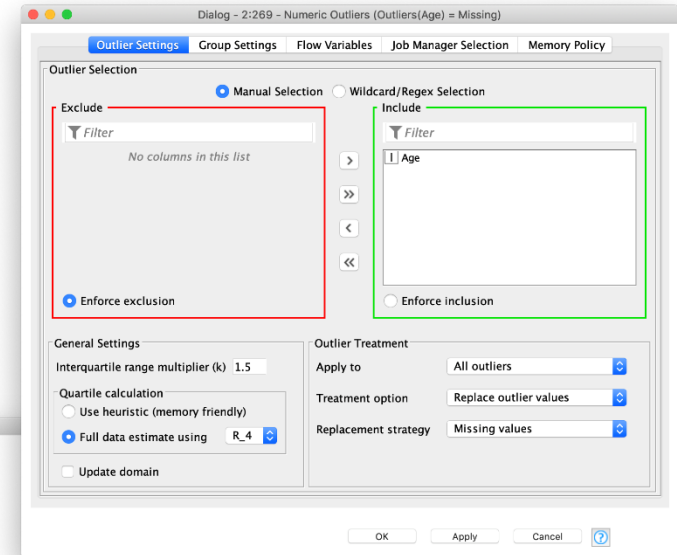 Dialog - 2:269 - Numeric Outliers (Outliers(Age) = Missing)
Outlier Settings Group Settings Flow Variables Job Manager Selection Memory Policy
Outlier Selection
Manual Selection Wildcard/Regex Selection
Exclude Include
Filter Filter
No columns in this list I Age
>
>>
<
<<
Enforce exclusion Enforce inclusion
General Settings Outlier Treatment
Interquartile range multiplier (k) 1.5 Apply to All outliers
Quartile calculation
Use heuristic (memory friendly) Treatment option Replace outlier values
Full data estimate using R_4 Replacement strategy Missing values
Update domain
OK Apply Cancel ?